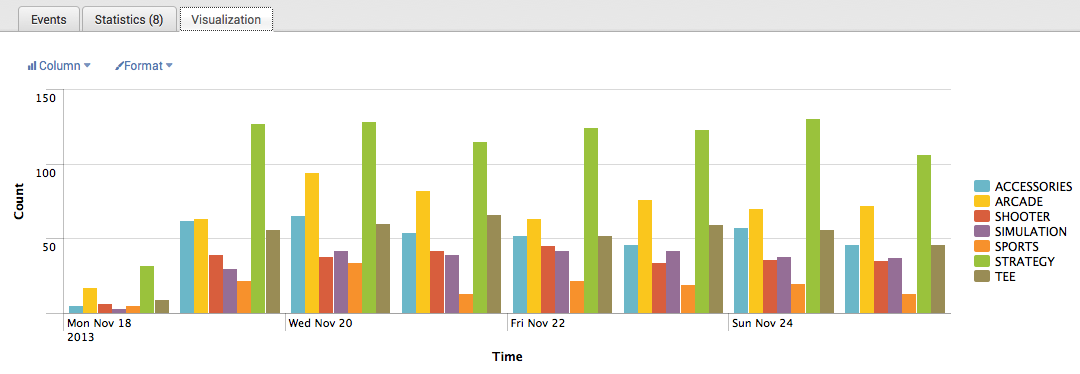 Events Statistics (8) Visualization
Column Format
150
100
50
Count
Mon Nov 18 Wed Nov 20 Fri Nov 22 Sun Nov 24
2013
Time
ACCESSORIES
ARCADE
SHOOTER
SIMULATION
SPORTS
STRATEGY
TEE